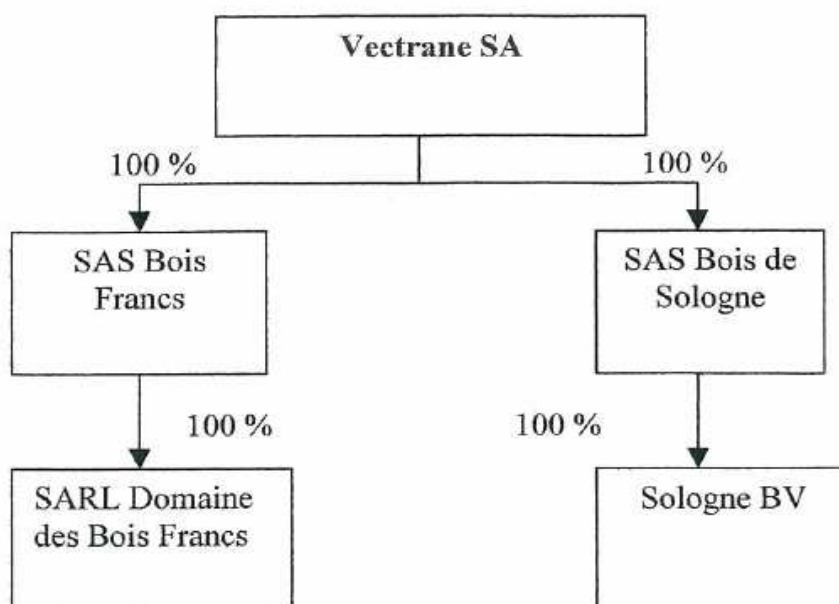 Vectrane SA
100 %
100 %
SAS Bois
Francs
SAS Bois de
Sologne
100 %
100 %
SARL Domaine
des Bois Francs
Sologne BV